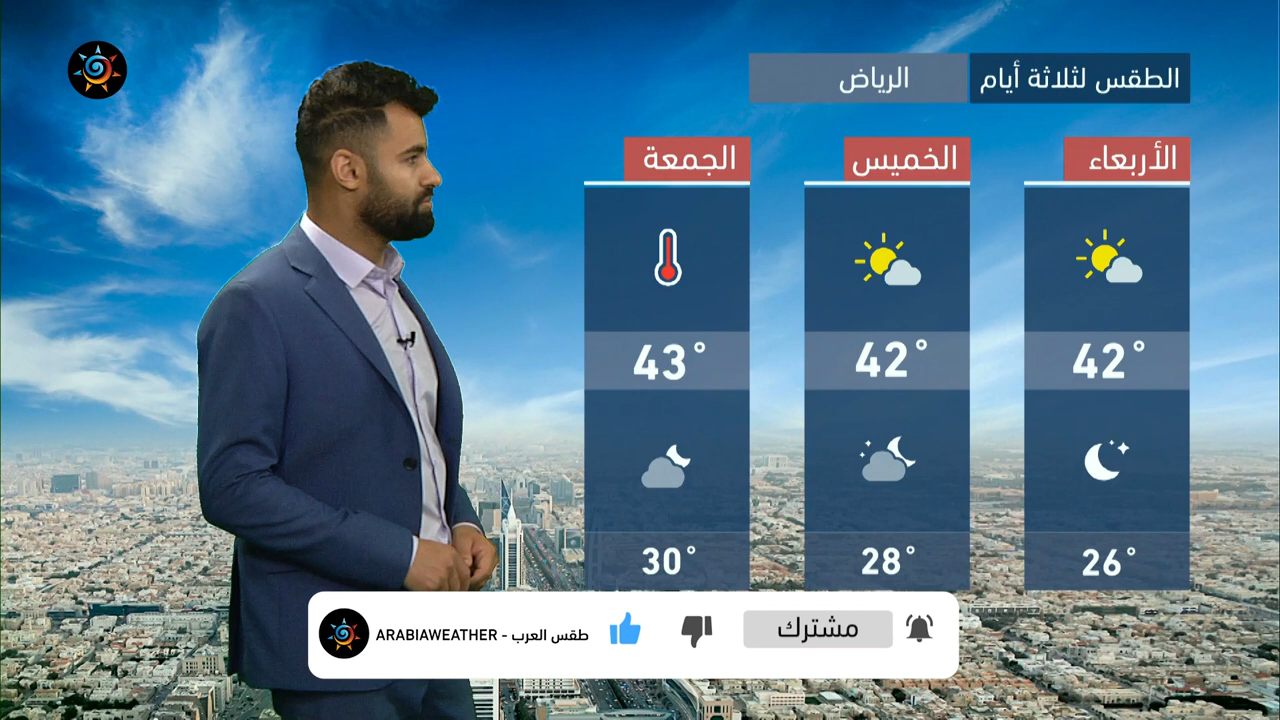 الطقس لثلاثة أيام
الرياض
الأربعاء
الخميس
الجمعة
42°
42°
43°
26°
28°
30°
طقس العرب - ARABIAWEATHER
مشترك